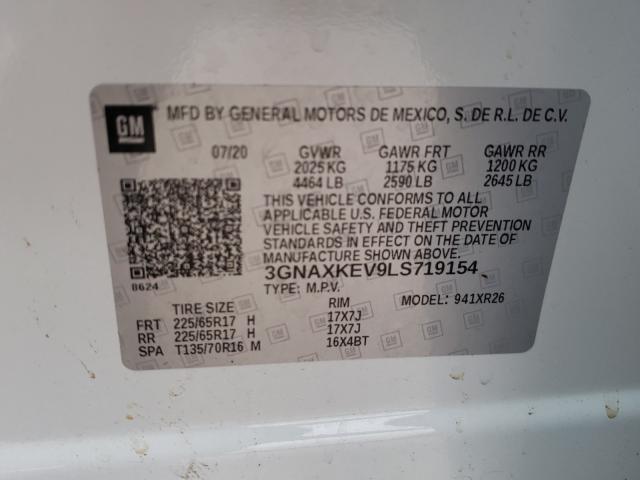 GM
MFD BY GENERAL MOTORS DE MEXICO, S. DE R.L. DE C.V.
07/20 GVWR GAWR FRT GAWR RR
2025 KG 1175 KG 1200 KG
4464 LB 2590 LB 2645 LB
THIS VEHICLE CONFORMS TO ALL
APPLICABLE U.S. FEDERAL MOTOR
VEHICLE SAFETY AND THEFT PREVENTION
STANDARDS IN EFFECT ON THE DATE OF
MANUFACTURE SHOWN ABOVE.
8624
3GNAXKEV9LS719154
TYPE: M.P.V. MODEL: 941XR26
TIRE SIZE RIM
FRT 225/65R17 H 17X7J
RR 225/65R17 H 17X7J
SPA T135/70R16 M 16X4BT